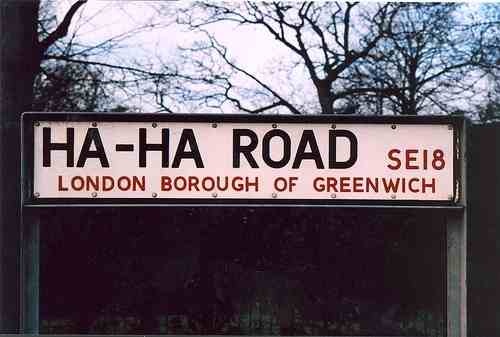 HA-HA ROAD SE18
LONDON BOROUGH OF GREENWICH